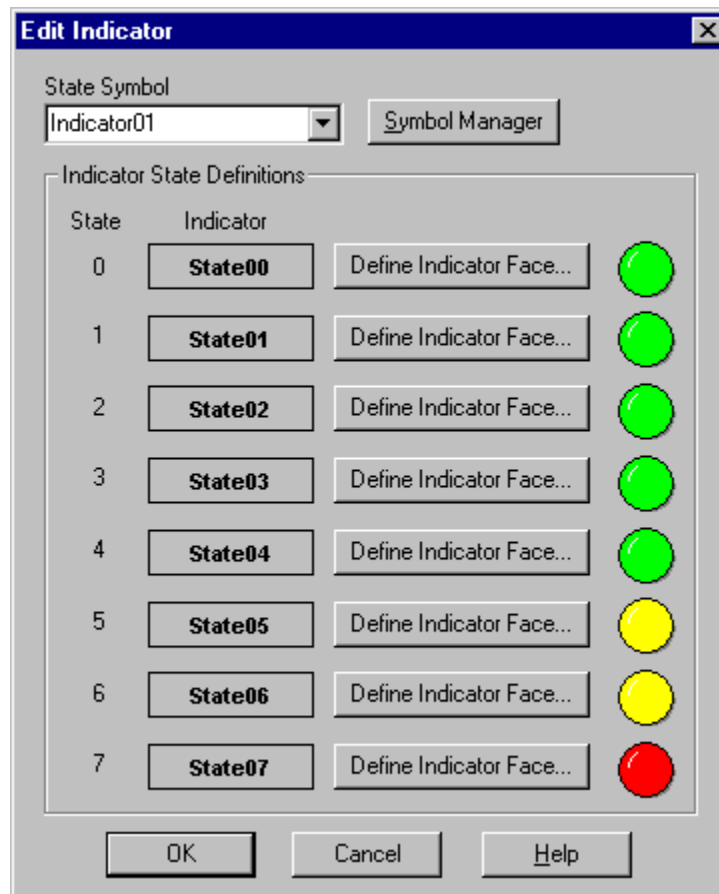 Edit Indicator
State Symbol
Indicator01
Symbol Manager
Indicator State Definitions
State Indicator
0 State00 Define Indicator Face...
1 State01 Define Indicator Face...
2 State02 Define Indicator Face...
3 State03 Define Indicator Face...
4 State04 Define Indicator Face...
5 State05 Define Indicator Face...
6 State06 Define Indicator Face...
7 State07 Define Indicator Face...
OK Cancel Help